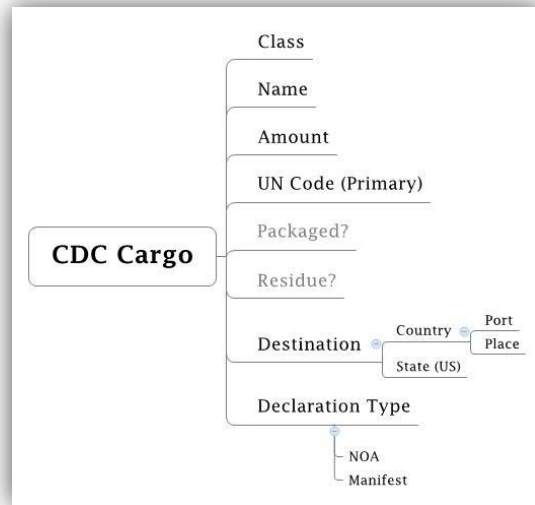 Class
Name
Amount
UN Code (Primary)
Packaged?
CDC Cargo
Residue?
Destination
Country
Port
Place
State (US)
Declaration Type
NOA
Manifest